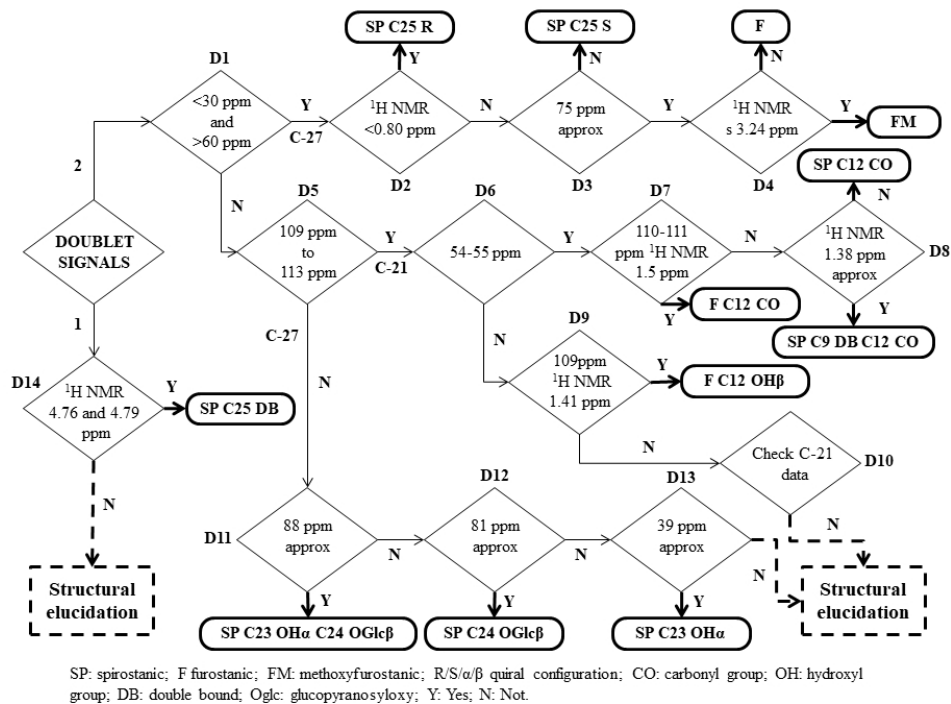 SP C25 R
SP C25 S
F
D1
Y
N
N
<30 ppm
and
>60 ppm
Y
C-27
¹H NMR
<0.80 ppm
N
75 ppm
approx
Y
¹H NMR
s 3.24 ppm
Y
FM
2
D2
D3
D4
SP C12 CO
N
D5
D6
D7
N
DOUBLET
SIGNALS
109 ppm
to
113 ppm
Y
C-21
54-55 ppm
Y
110-111
ppm ¹H NMR
1.5 ppm
N
¹H NMR
1.38 ppm
approx
D8
1
C-27
N
D9
Y
F C12 CO
Y
SP C9 DB C12 CO
D14
¹H NMR
4.76 and 4.79
ppm
Y
SP C25 DB
N
109ppm
¹H NMR
1.41 ppm
Y
F C12 OHβ
N
N
Check C-21
data
D10
D12
D13
D11
88 ppm
approx
N
81 ppm
approx
N
39 ppm
approx
N
N
Structural
elucidation
Y
Y
Y
Structural
elucidation
SP C23 OHα C24 OGlcβ
SP C24 OGlcβ
SP C23 OHα
SP: spirostanic; F furostanic; FM: methoxyfurostanic; R/S/α/β quiral configuration; CO: carbonyl group; OH: hydroxyl
group; DB: double bound; Oglc: glucopyranosyloxy; Y: Yes; N: Not.